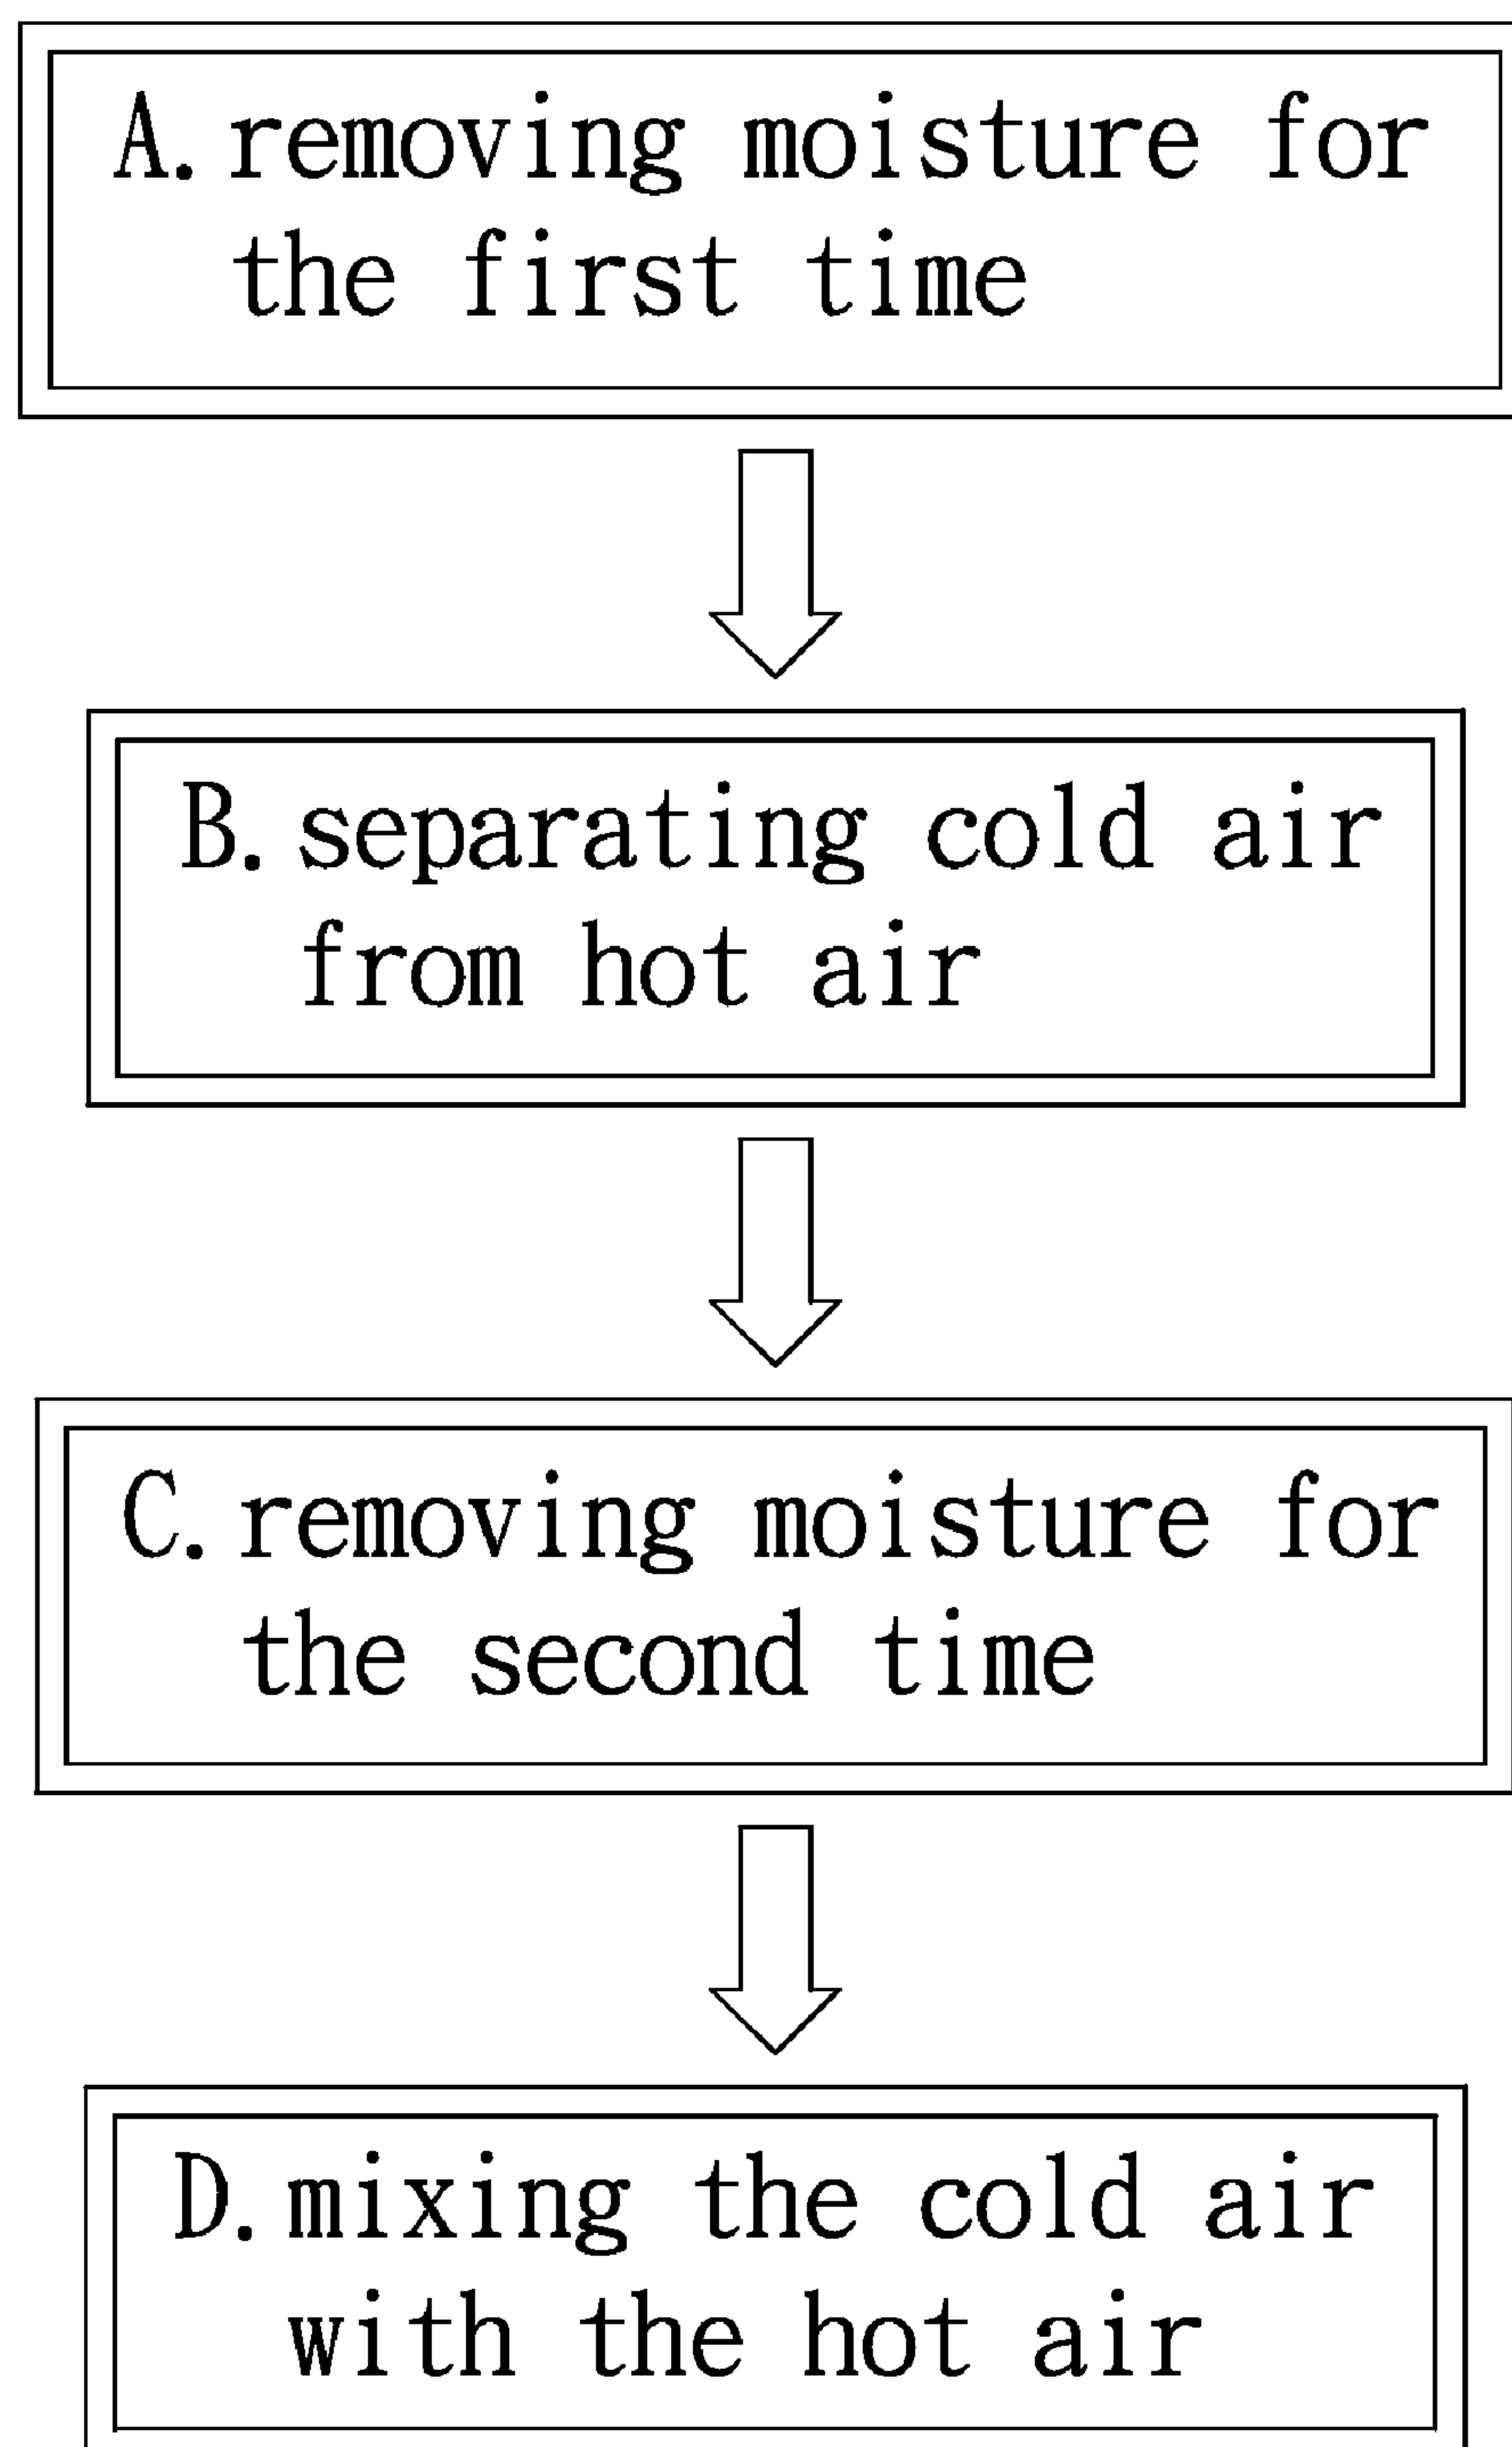 A.removing moisture for
the first time
B.separating cold air
from hot air
C.removing moisture for
the second time
D.mixing the cold air
with the hot air